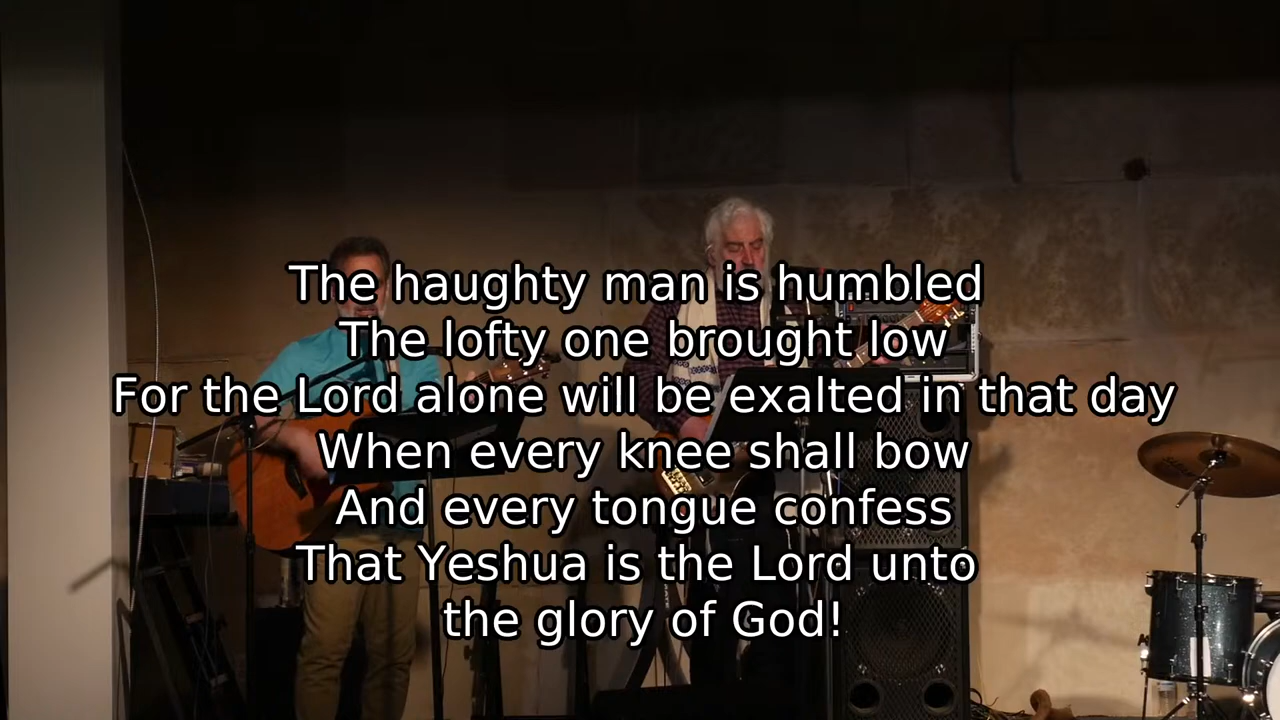 The haughty man is humbled
The lofty one brought low
For the Lord alone will be exalted in that day
When every knee shall bow
And every tongue confess
That Yeshua is the Lord unto
the glory of God!